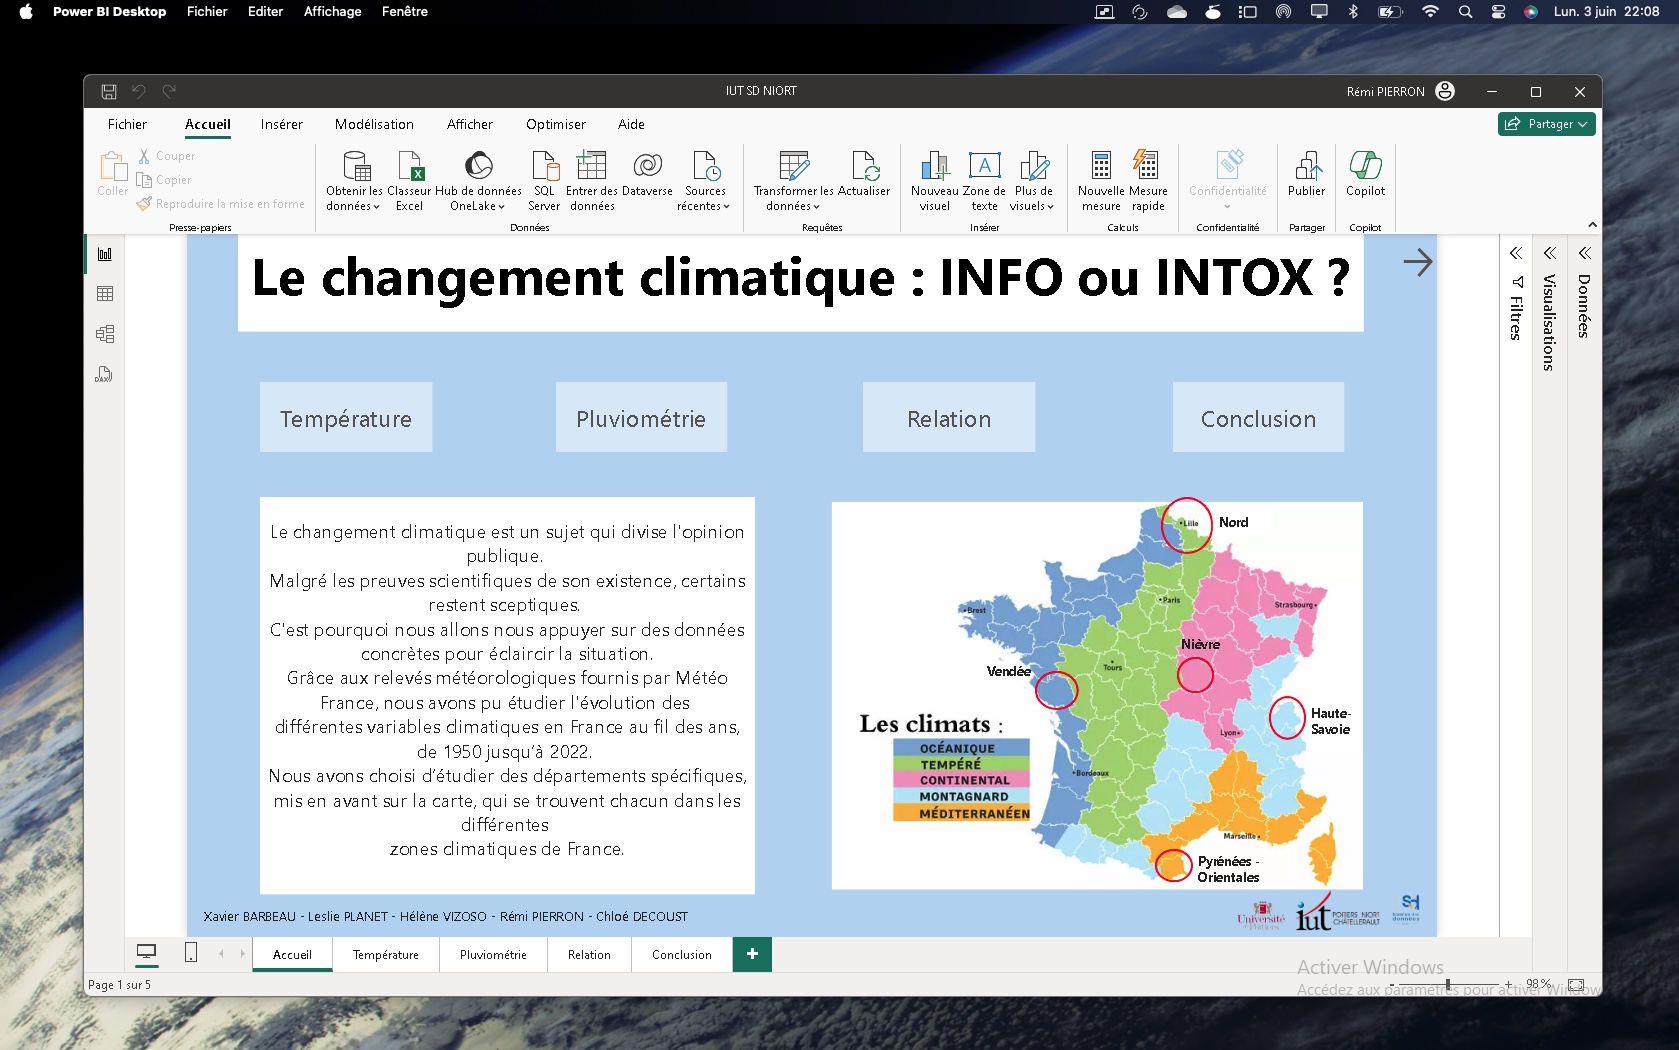 Power BI Desktop Fichier Editer Affichage Fenêtre Lun. 3 juin 22:08
IUT SD NIORT Rémi PIERRON
Fichier Accueil Insérer Modélisation Afficher Optimiser Aide Partager
Coller
Couper
Copier
Reproduire la mise en forme
Presse-papiers
Obtenir les données
Classeur Excel
Hub de données OneLake
SQL Server
Entrer des données
Dataverse
Sources récentes
Données
Transformer les données
Actualiser
Requêtes
Nouveau visuel
Zone de texte
Plus de visuels
Insérer
Nouvelle mesure
Mesure rapide
Calculs
Confidentialité
Confidentialité
Publier
Partager
Copilot
Copilot
DAX
Le changement climatique : INFO ou INTOX ?
Filtres
Visualisations
Données
Température Pluviométrie Relation Conclusion
Le changement climatique est un sujet qui divise l'opinion
publique.
Malgré les preuves scientifiques de son existence, certains
restent sceptiques.
C'est pourquoi nous allons nous appuyer sur des données
concrètes pour éclaircir la situation.
Grâce aux relevés météorologiques fournis par Météo
France, nous avons pu étudier l'évolution des
différentes variables climatiques en France au fil des ans,
de 1950 jusqu’à 2022.
Nous avons choisi d’étudier des départements spécifiques,
mis en avant sur la carte, qui se trouvent chacun dans les
différentes
zones climatiques de France.
Lille
Nord
Brest
Paris
Strasbourg
Nièvre
Tours
Vendée
Haute-
Savoie
Lyon
Bordeaux
Marseille
Pyrénées -
Orientales
Les climats :
OCÉANIQUE
TEMPÉRÉ
CONTINENTAL
MONTAGNARD
MÉDITERRANÉEN
Xavier BARBEAU - Leslie PLANET - Hélène VIZOSO - Rémi PIERRON - Chloé DECOUST
Université
de Poitiers
iut POITIERS NIORT
CHÂTELLERAULT
Accueil Température Pluviométrie Relation Conclusion +
Activer Windows
Accédez aux paramètres pour activer Window
Page 1 sur 5 - + 98 %